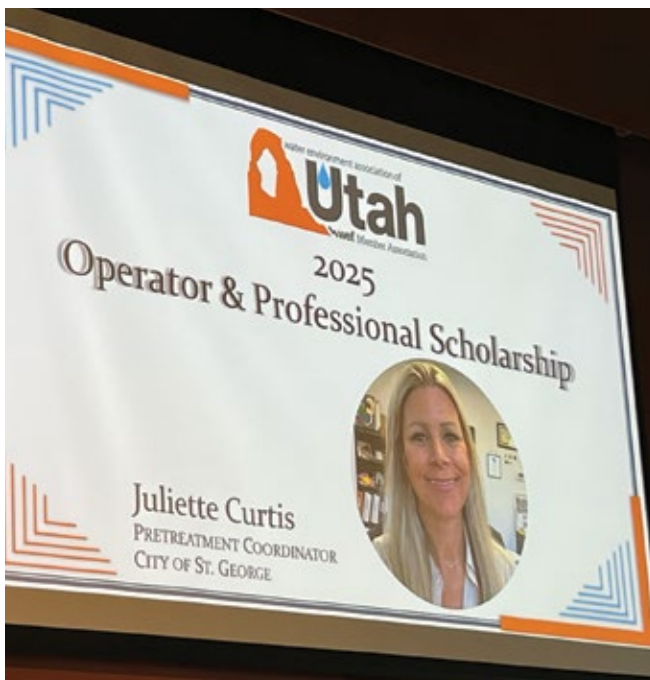 water environment association of
Utah
wef Member Association
2025
Operator & Professional Scholarship
Juliette Curtis
PRETREATMENT COORDINATOR
CITY OF ST. GEORGE